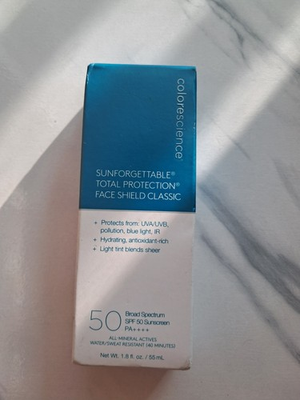 colorescience
SUNFORGETTABLE®
TOTAL PROTECTION®
FACE SHIELD CLASSIC
+ Protects from: UVA/UVB,
pollution, blue light, IR
+ Hydrating, antioxidant-rich
+ Light tint blends sheer
50 Broad Spectrum
SPF 50 Sunscreen
PA++++
ALL MINERAL ACTIVES
WATER/SWEAT RESISTANT (40 MINUTES)
Net Wt. 1.8 fl. oz. / 55 mL